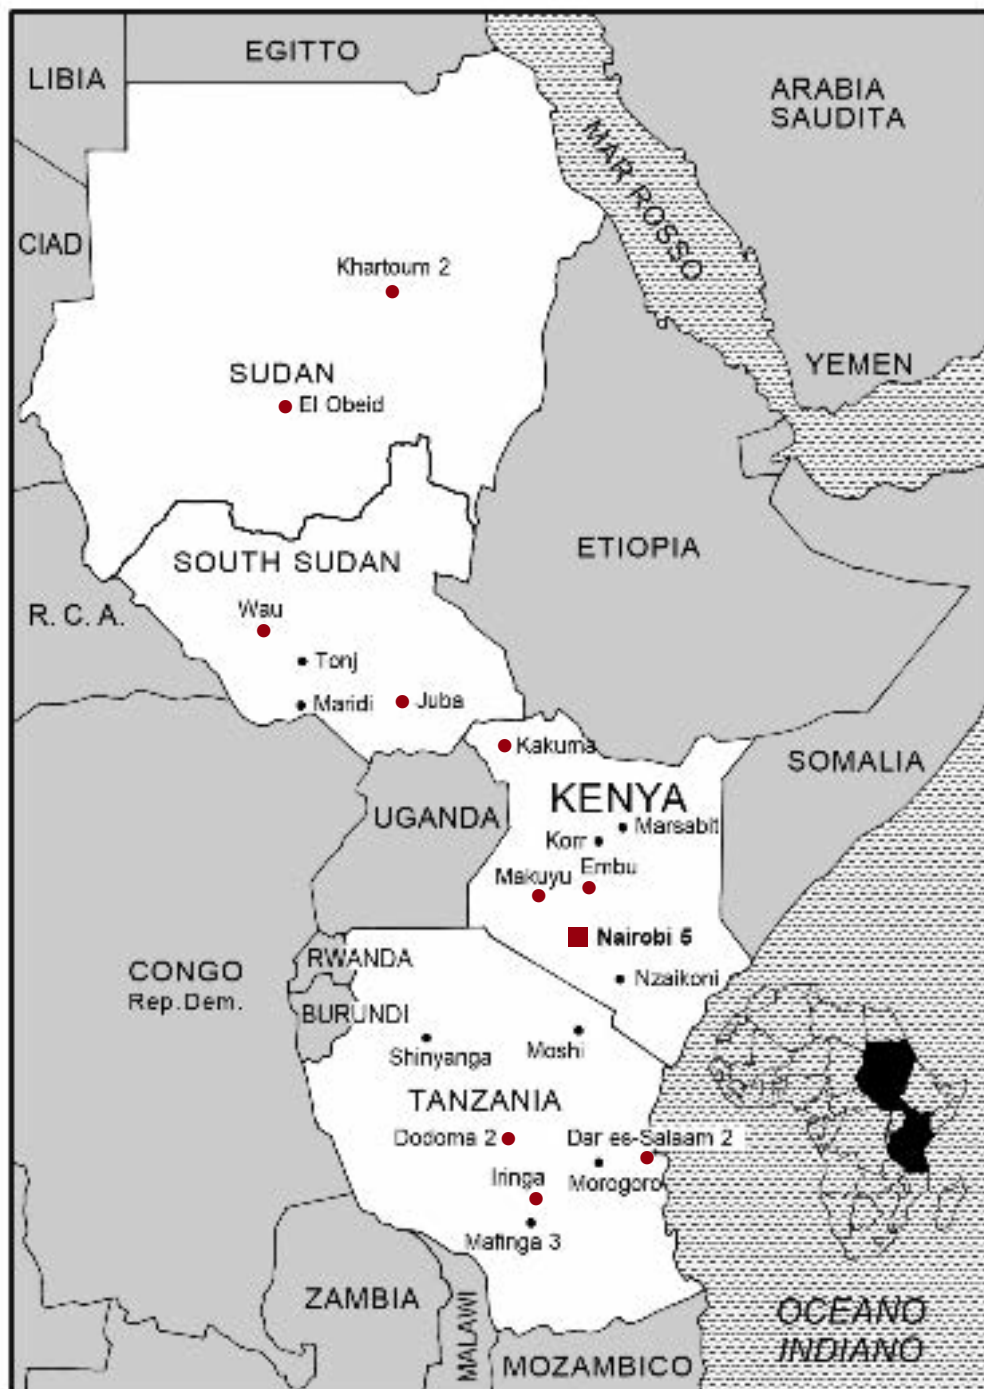 EGITTO
LIBIA
ARABIA
SAUDITA
MAR ROSSO
CIAD
Khartoum 2
YEMEN
SUDAN
El Obeid
ETIOPIA
SOUTH SUDAN
R. C. A.
Wau
Tonj
Maridi
Juba
Kakuma
SOMALIA
KENYA
UGANDA
Marsabit
Korr
Embu
Makuyu
Nairobi 5
RWANDA
CONGO
Rep.Dem.
Nzaikoni
BURUNDI
Shinyanga
Moshi
TANZANIA
Dodoma 2
Dar es-Salaam 2
Iringa
Morogoro
Mafinga 3
ZAMBIA
MALAWI
OCEANO
INDIANO
MOZAMBICO